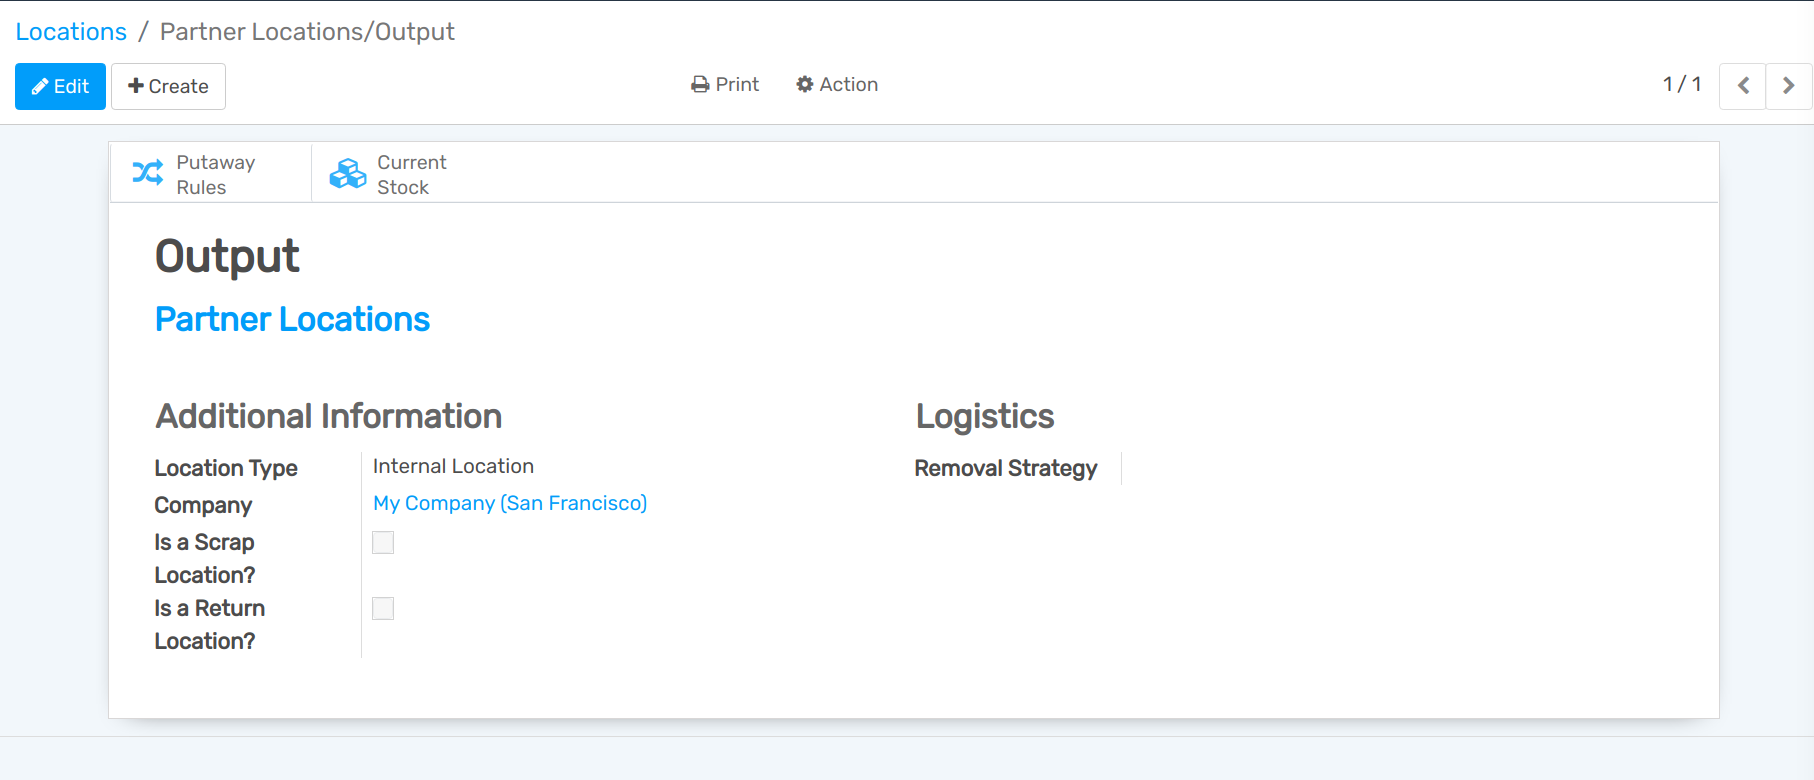 Locations / Partner Locations/Output
Edit
Create
Print
Action
1 / 1
Putaway
Rules
Current
Stock
Output
Partner Locations
Additional Information
Location Type
Internal Location
Company
My Company (San Francisco)
Is a Scrap
Location?
Is a Return
Location?
Logistics
Removal Strategy